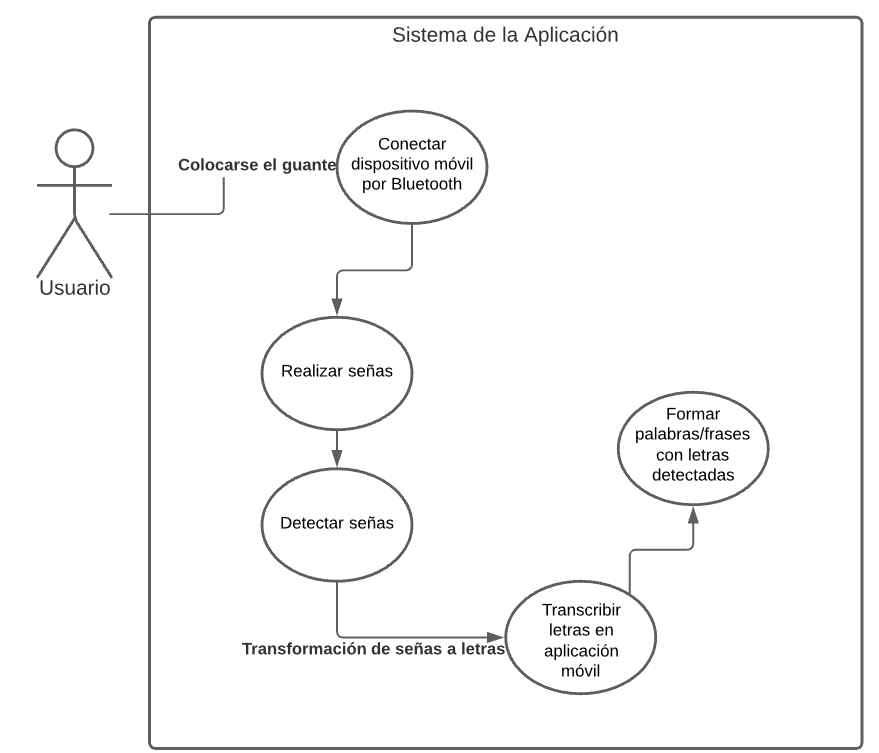 Sistema de la Aplicación
Conectar
dispositivo móvil
por Bluetooth
Colocarse el guante
Usuario
Realizar señas
Detectar señas
Transformación de señas a letras
Transcribir
letras en
aplicación
móvil
Formar
palabras/frases
con letras
detectadas